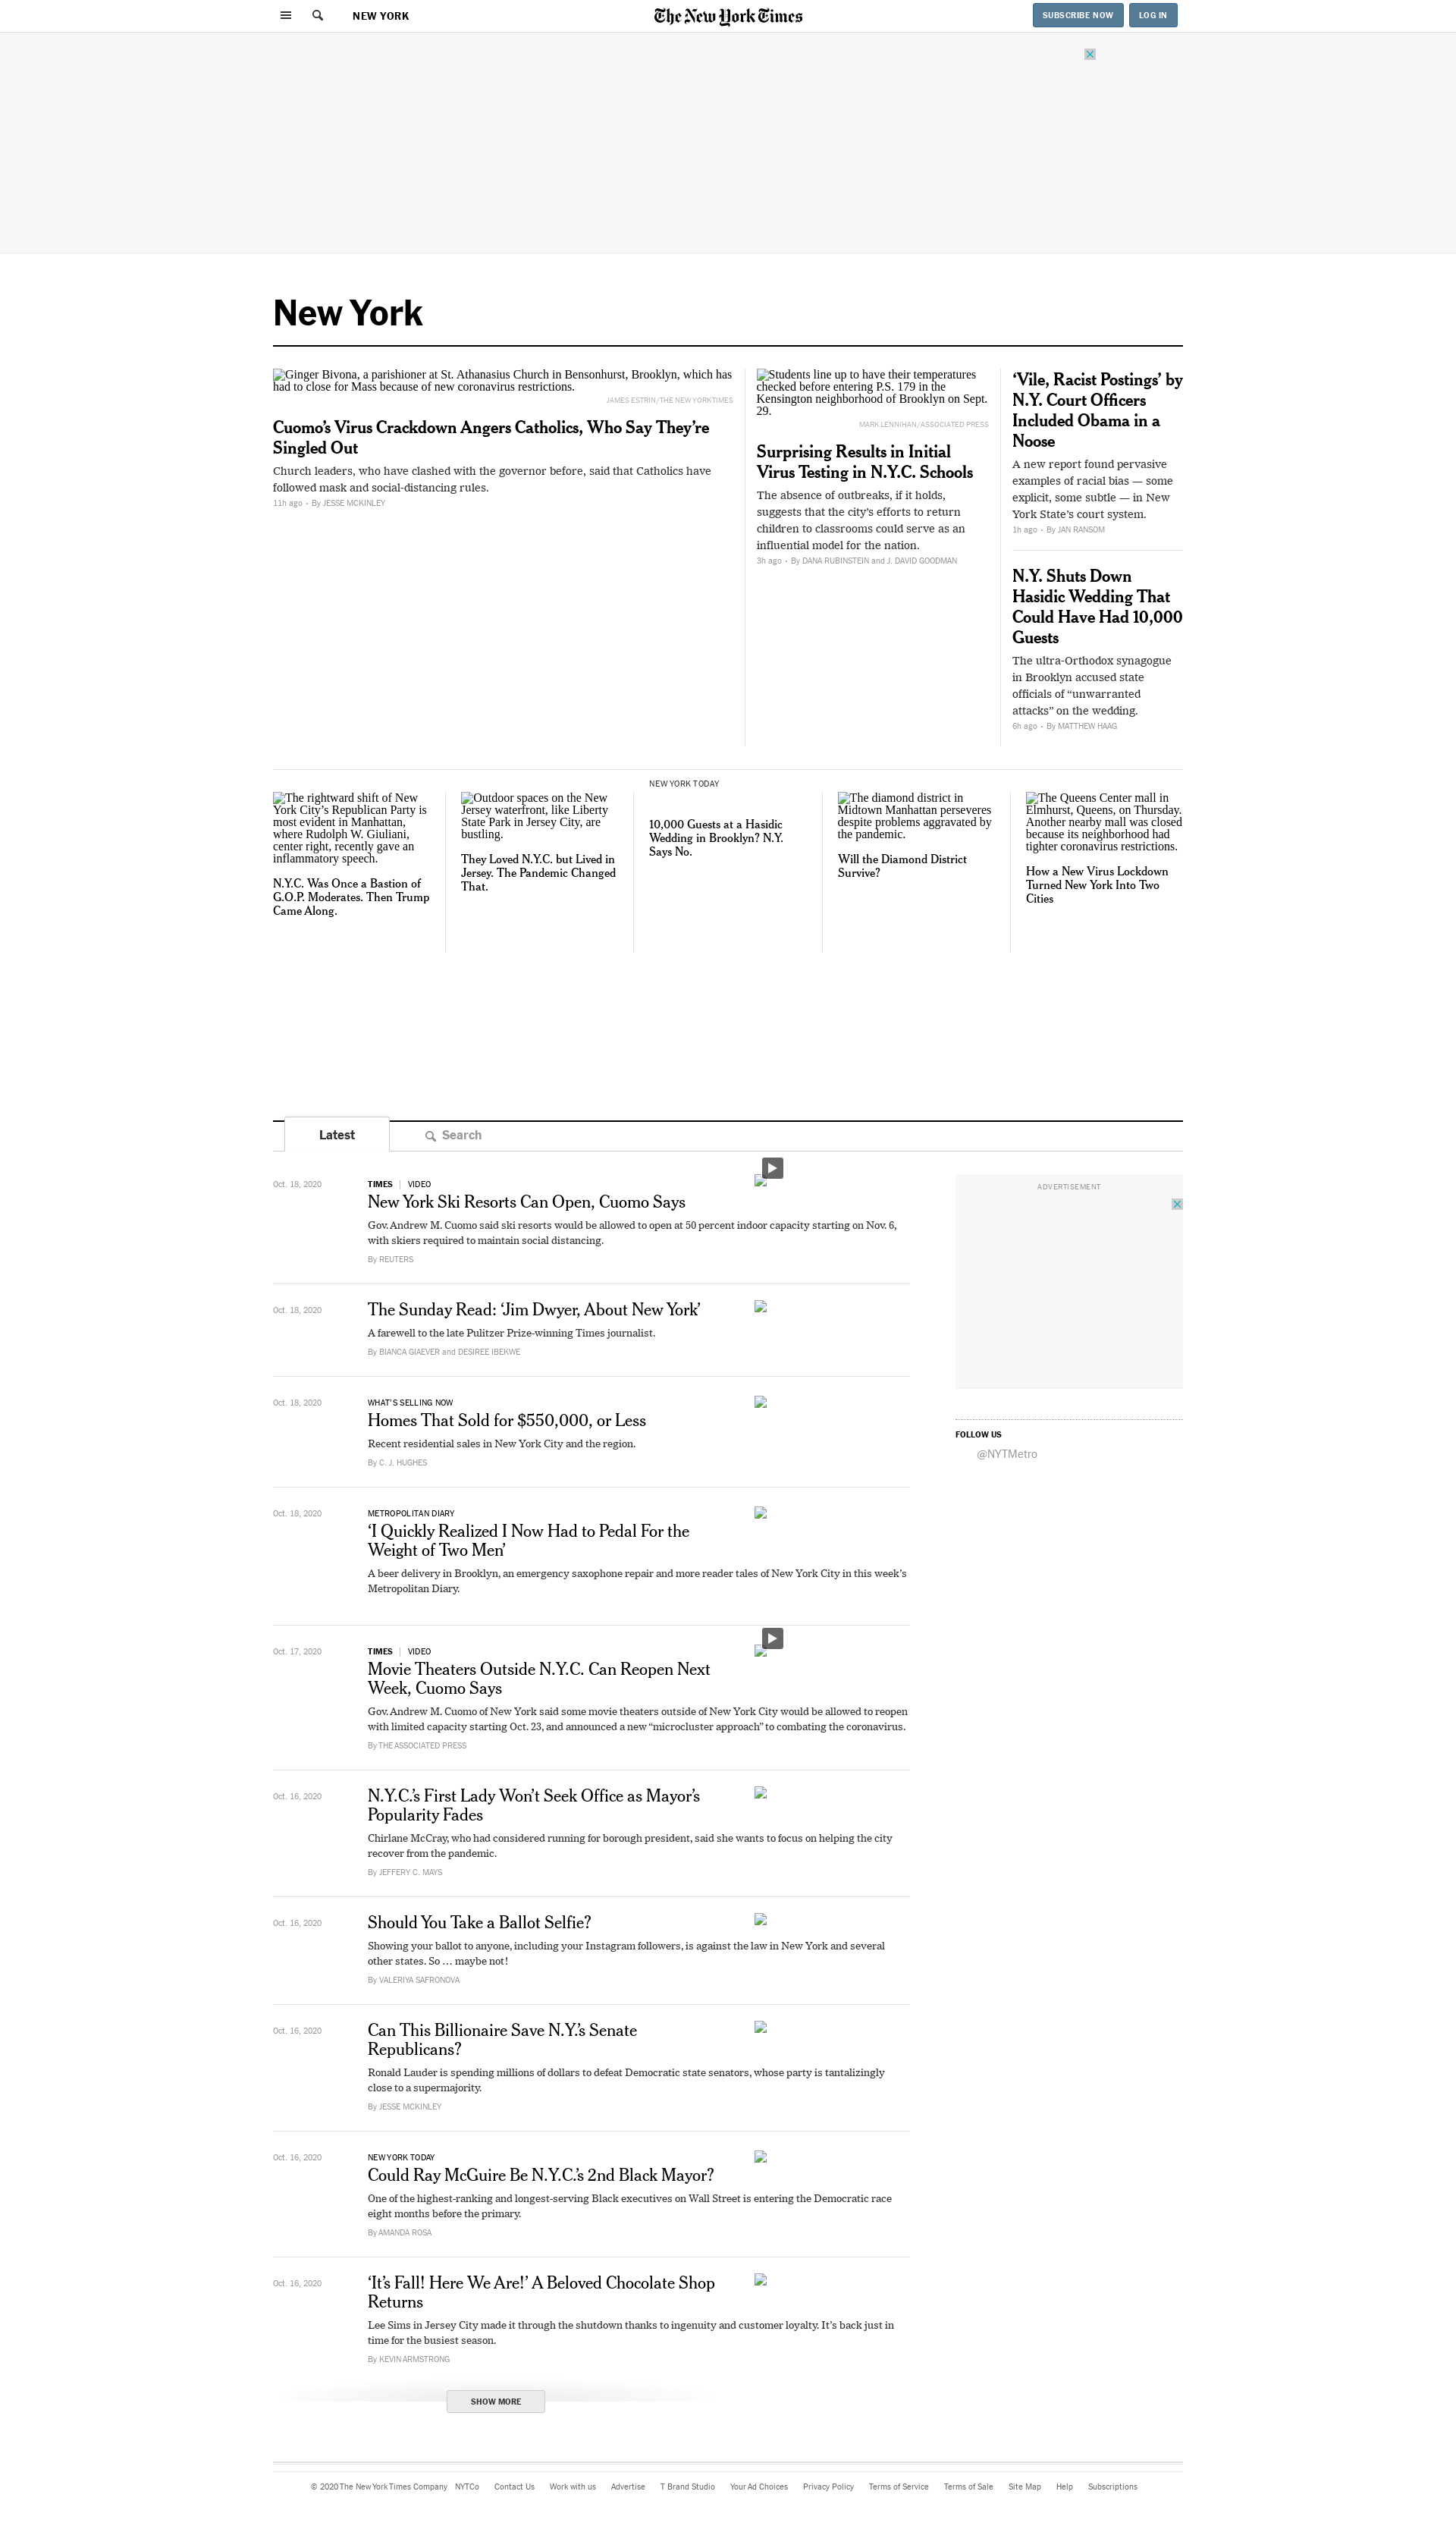 NEW YORK
The New York Times
SUBSCRIBE NOW
LOG IN
New York
Ginger Bivona, a parishioner at St. Athanasius Church in Bensonhurst, Brooklyn, which has
had to close for Mass because of new coronavirus restrictions.
JAMES ESTRIN/THE NEW YORK TIMES
Cuomo’s Virus Crackdown Angers Catholics, Who Say They’re
Singled Out
Church leaders, who have clashed with the governor before, said that Catholics have
followed mask and social-distancing rules.
11h ago • By JESSE MCKINLEY
Students line up to have their temperatures
checked before entering P.S. 179 in the
Kensington neighborhood of Brooklyn on Sept.
29.
MARK LENNIHAN/ASSOCIATED PRESS
Surprising Results in Initial
Virus Testing in N.Y.C. Schools
The absence of outbreaks, if it holds,
suggests that the city’s efforts to return
children to classrooms could serve as an
influential model for the nation.
3h ago • By DANA RUBINSTEIN and J. DAVID GOODMAN
‘Vile, Racist Postings’ by
N.Y. Court Officers
Included Obama in a
Noose
A new report found pervasive
examples of racial bias — some
explicit, some subtle — in New
York State’s court system.
1h ago • By JAN RANSOM
N.Y. Shuts Down
Hasidic Wedding That
Could Have Had 10,000
Guests
The ultra-Orthodox synagogue
in Brooklyn accused state
officials of “unwarranted
attacks” on the wedding.
6h ago • By MATTHEW HAAG
The rightward shift of New
York City’s Republican Party is
most evident in Manhattan,
where Rudolph W. Giuliani,
center right, recently gave an
inflammatory speech.
N.Y.C. Was Once a Bastion of
G.O.P. Moderates. Then Trump
Came Along.
Outdoor spaces on the New
Jersey waterfront, like Liberty
State Park in Jersey City, are
bustling.
They Loved N.Y.C. but Lived in
Jersey. The Pandemic Changed
That.
NEW YORK TODAY
10,000 Guests at a Hasidic
Wedding in Brooklyn? N.Y.
Says No.
The diamond district in
Midtown Manhattan perseveres
despite problems aggravated by
the pandemic.
Will the Diamond District
Survive?
The Queens Center mall in
Elmhurst, Queens, on Thursday.
Another nearby mall was closed
because its neighborhood had
tighter coronavirus restrictions.
How a New Virus Lockdown
Turned New York Into Two
Cities
Latest
Search
Oct. 18, 2020
TIMES | VIDEO
New York Ski Resorts Can Open, Cuomo Says
Gov. Andrew M. Cuomo said ski resorts would be allowed to open at 50 percent indoor capacity starting on Nov. 6,
with skiers required to maintain social distancing.
By REUTERS
Oct. 18, 2020
The Sunday Read: ‘Jim Dwyer, About New York’
A farewell to the late Pulitzer Prize-winning Times journalist.
By BIANCA GIAEVER and DESIREE IBEKWE
Oct. 18, 2020
WHAT’S SELLING NOW
Homes That Sold for $550,000, or Less
Recent residential sales in New York City and the region.
By C. J. HUGHES
Oct. 18, 2020
METROPOLITAN DIARY
‘I Quickly Realized I Now Had to Pedal For the
Weight of Two Men’
A beer delivery in Brooklyn, an emergency saxophone repair and more reader tales of New York City in this week’s
Metropolitan Diary.
Oct. 17, 2020
TIMES | VIDEO
Movie Theaters Outside N.Y.C. Can Reopen Next
Week, Cuomo Says
Gov. Andrew M. Cuomo of New York said some movie theaters outside of New York City would be allowed to reopen
with limited capacity starting Oct. 23, and announced a new “microcluster approach” to combating the coronavirus.
By THE ASSOCIATED PRESS
Oct. 16, 2020
N.Y.C.’s First Lady Won’t Seek Office as Mayor’s
Popularity Fades
Chirlane McCray, who had considered running for borough president, said she wants to focus on helping the city
recover from the pandemic.
By JEFFERY C. MAYS
Oct. 16, 2020
Should You Take a Ballot Selfie?
Showing your ballot to anyone, including your Instagram followers, is against the law in New York and several
other states. So … maybe not!
By VALERIYA SAFRONOVA
Oct. 16, 2020
Can This Billionaire Save N.Y.’s Senate
Republicans?
Ronald Lauder is spending millions of dollars to defeat Democratic state senators, whose party is tantalizingly
close to a supermajority.
By JESSE MCKINLEY
Oct. 16, 2020
NEW YORK TODAY
Could Ray McGuire Be N.Y.C.’s 2nd Black Mayor?
One of the highest-ranking and longest-serving Black executives on Wall Street is entering the Democratic race
eight months before the primary.
By AMANDA ROSA
Oct. 16, 2020
‘It’s Fall! Here We Are!’ A Beloved Chocolate Shop
Returns
Lee Sims in Jersey City made it through the shutdown thanks to ingenuity and customer loyalty. It’s back just in
time for the busiest season.
By KEVIN ARMSTRONG
SHOW MORE
ADVERTISEMENT
FOLLOW US
@NYTMetro
© 2020 The New York Times Company NYTCo Contact Us Work with us Advertise T Brand Studio Your Ad Choices Privacy Policy Terms of Service Terms of Sale Site Map Help Subscriptions